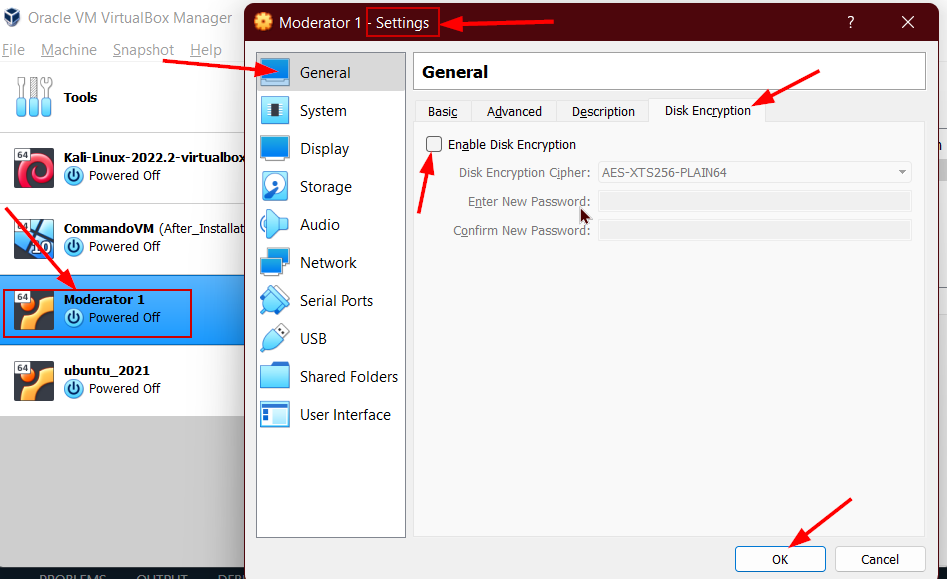 Oracle VM VirtualBox Manager
File Machine Snapshot Help
Tools
64
Kali-Linux-2022.2-virtualbox
Powered Off
64
10
CommandoVM (After_Installat
Powered Off
64
Moderator 1
Powered Off
64
ubuntu_2021
Powered Off
Moderator 1 - Settings
?
General
System
Display
Storage
Audio
Network
Serial Ports
USB
Shared Folders
User Interface
General
Basic Advanced Description Disk Encryption
Enable Disk Encryption
Disk Encryption Cipher: AES-XTS256-PLAIN64
Enter New Password:
Confirm New Password:
OK Cancel
PROBLEMS OUTPUT